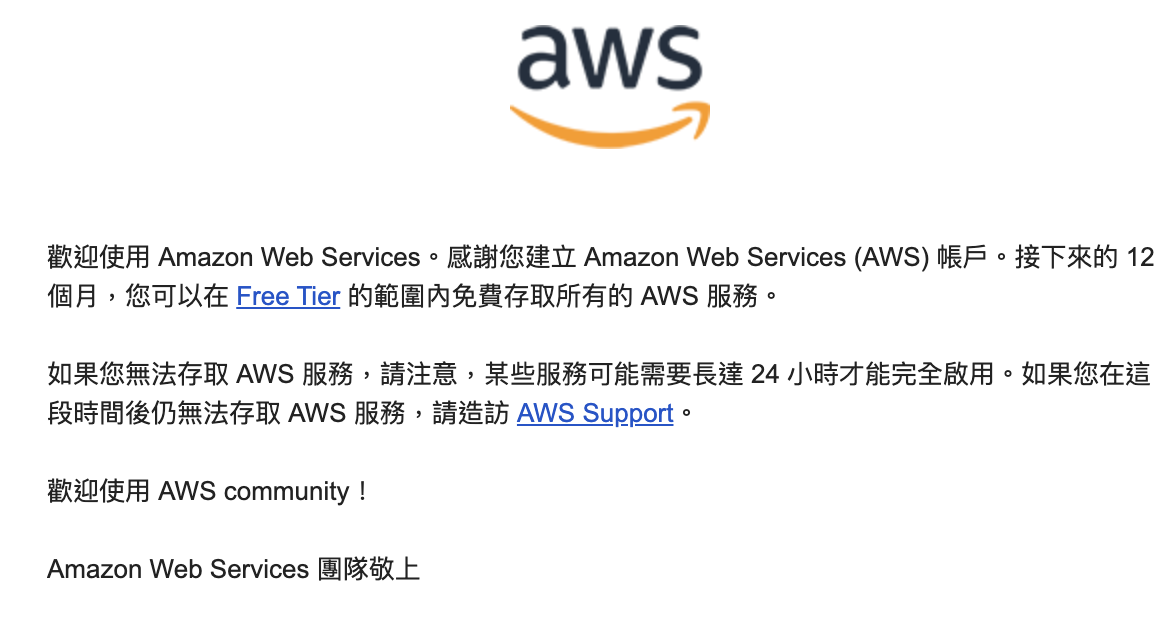 aws
歡迎使用 Amazon Web Services。感謝您建立 Amazon Web Services (AWS) 帳戶。接下來的 12
個月，您可以在 Free Tier 的範圍內免費存取所有的 AWS 服務。
如果您無法存取 AWS 服務，請注意，某些服務可能需要長達 24 小時才能完全啟用。如果您在這
段時間後仍無法存取 AWS 服務，請造訪 AWS Support。
歡迎使用 AWS community！
Amazon Web Services 團隊敬上